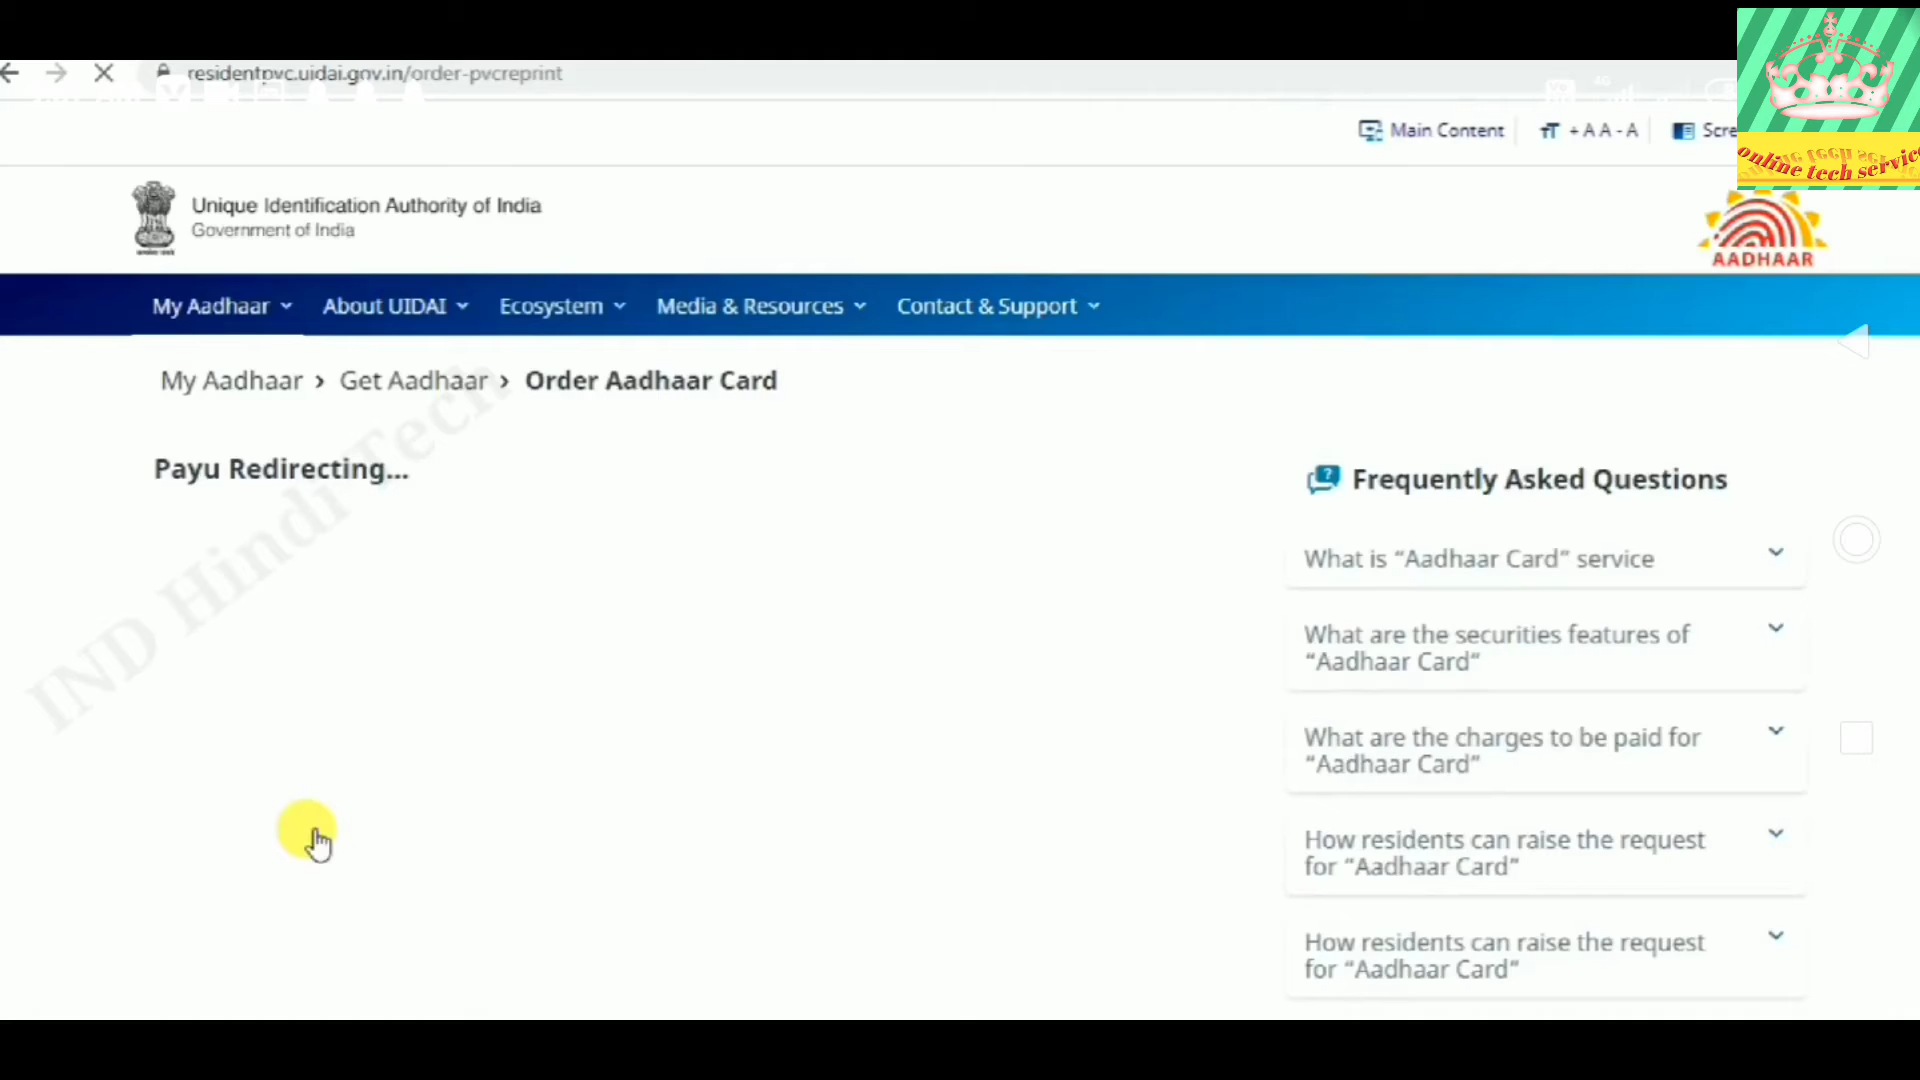 residentpvc.uidai.gov.in/order-pvcreprint
Main Content
+ A A - A
Scre
online tech service
Unique Identification Authority of India
Government of India
AADHAAR
My Aadhaar
About UIDAI
Ecosystem
Media & Resources
Contact & Support
My Aadhaar › Get Aadhaar › Order Aadhaar Card
Payu Redirecting...
IND Hindi Tech
Frequently Asked Questions
What is “Aadhaar Card” service
What are the securities features of
“Aadhaar Card”
What are the charges to be paid for
“Aadhaar Card”
How residents can raise the request
for “Aadhaar Card”
How residents can raise the request
for “Aadhaar Card”